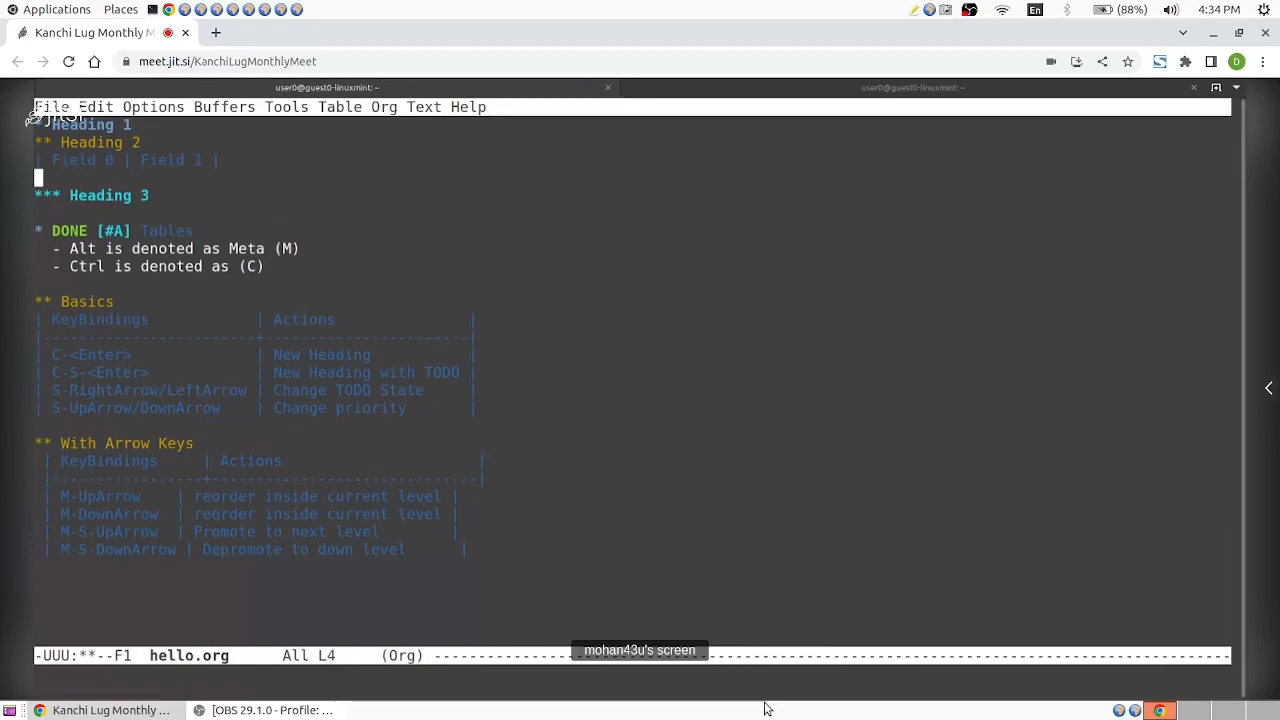 Applications Places En (88%) 4:34 PM
Kanchi Lug Monthly M
meet.jit.si/KanchiLugMonthlyMeet
user0@guest0-linuxmint: ~ user0@guest0-linuxmint: ~
File Edit Options Buffers Tools Table Org Text Help
Heading 1
** Heading 2
| Field 0 | Field 1 |
*** Heading 3
* DONE [#A] Tables
- Alt is denoted as Meta (M)
- Ctrl is denoted as (C)
** Basics
| KeyBindings | Actions |
|-----------------------+-----------------------|
| C-<Enter> | New Heading |
| C-S-<Enter> | New Heading with TODO |
| S-RightArrow/LeftArrow | Change TODO State |
| S-UpArrow/DownArrow | Change priority |
** With Arrow Keys
| KeyBindings | Actions |
|-----------------+------------------------------|
| M-UpArrow | reorder inside current level |
| M-DownArrow | reorder inside current level |
| M-S-UpArrow | Promote to next level |
| M-S-DownArrow | Depromote to down level |
-UUU:**--F1 hello.org All L4 (Org)
mohan43u's screen
Kanchi Lug Monthly ... [OBS 29.1.0 - Profile: ...